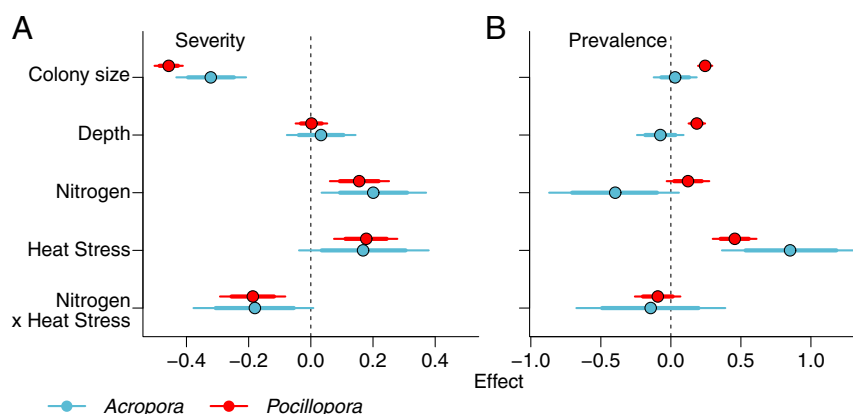 A
B
Severity
Prevalence
Colony size
Depth
Nitrogen
Heat Stress
Nitrogen
x Heat Stress
−0.4 −0.2 0.0 0.2 0.4
−1.0 −0.5 0.0 0.5 1.0
Effect
Acropora Pocillopora